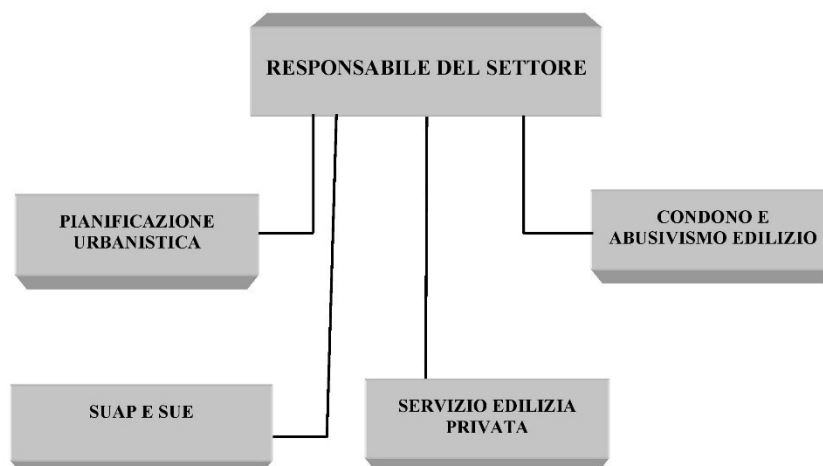 RESPONSABILE DEL SETTORE
PIANIFICAZIONE
URBANISTICA
CONDONO E
ABUSIVISMO EDILIZIO
SUAP E SUE
SERVIZIO EDILIZIA
PRIVATA